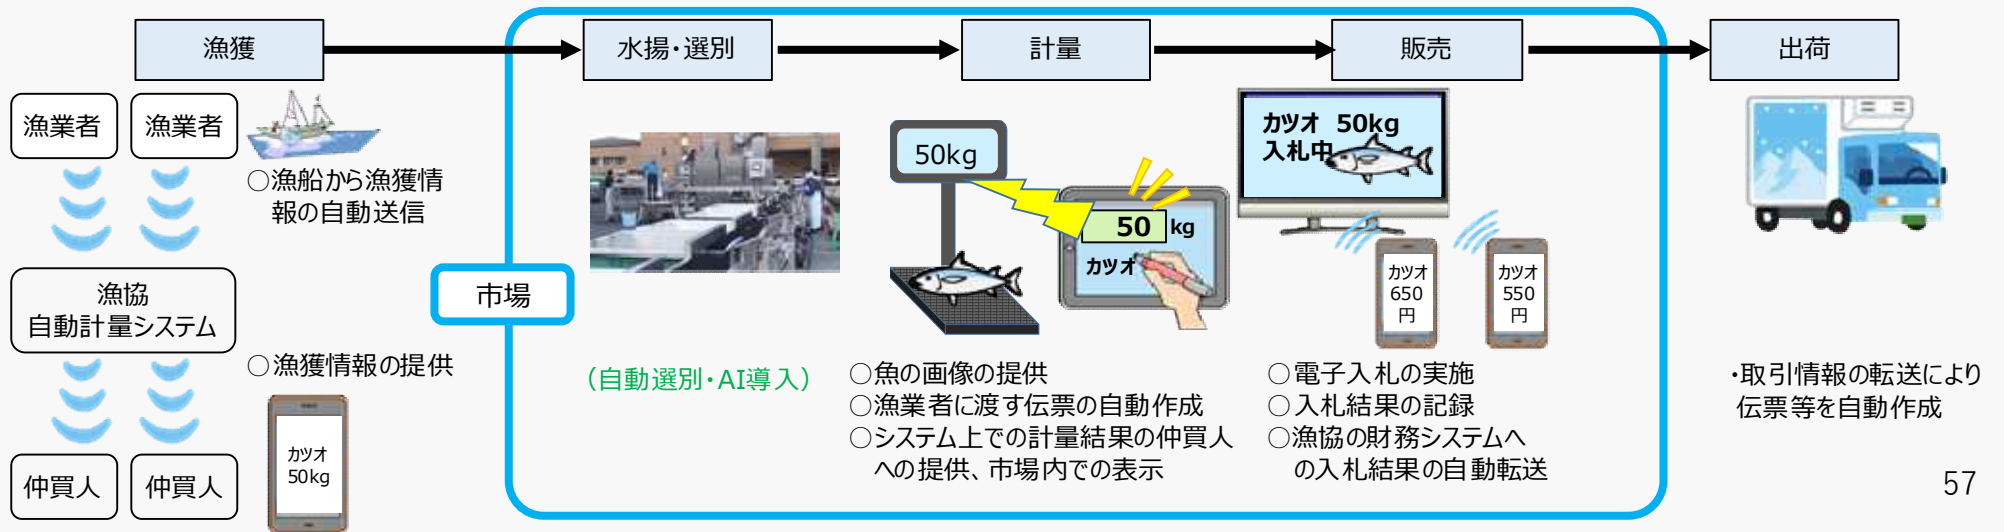 漁獲
水揚・選別
計量
販売
出荷
漁業者
漁業者
○漁船から漁獲情
報の自動送信
漁協
自動計量システム
○漁獲情報の提供
カツオ
50kg
仲買人
仲買人
市場
（自動選別・AI導入）
50kg
50 kg
カツオ
○魚の画像の提供
○漁業者に渡す伝票の自動作成
○システム上での計量結果の仲買人
への提供、市場内での表示
カツオ 50kg
入札中
カツオ
650
円
カツオ
550
円
○電子入札の実施
○入札結果の記録
○漁協の財務システムへ
の入札結果の自動転送
・取引情報の転送により
伝票等を自動作成
57